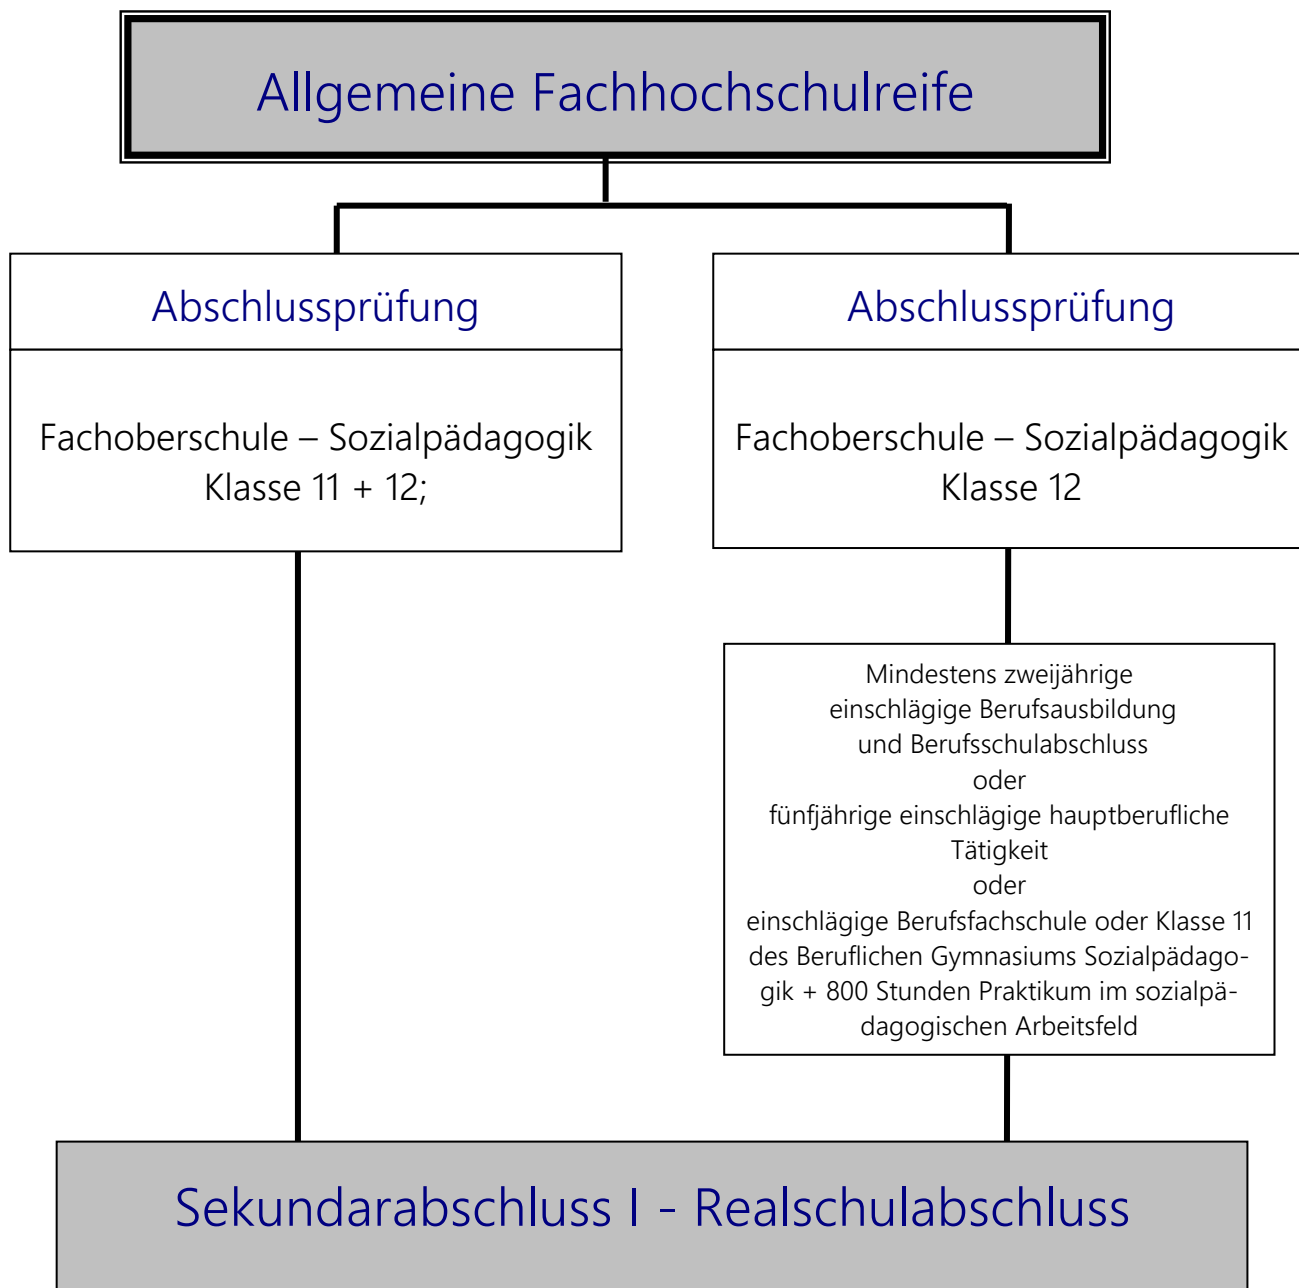 Allgemeine Fachhochschulreife
Abschlussprüfung
Fachoberschule – Sozialpädagogik
Klasse 11 + 12;
Abschlussprüfung
Fachoberschule – Sozialpädagogik
Klasse 12
Mindestens zweijährige
einschlägige Berufsausbildung
und Berufsschulabschluss
oder
fünfjährige einschlägige hauptberufliche
Tätigkeit
oder
einschlägige Berufsfachschule oder Klasse 11
des Beruflichen Gymnasiums Sozialpädago-
gik + 800 Stunden Praktikum im sozialpä-
dagogischen Arbeitsfeld
Sekundarabschluss I - Realschulabschluss